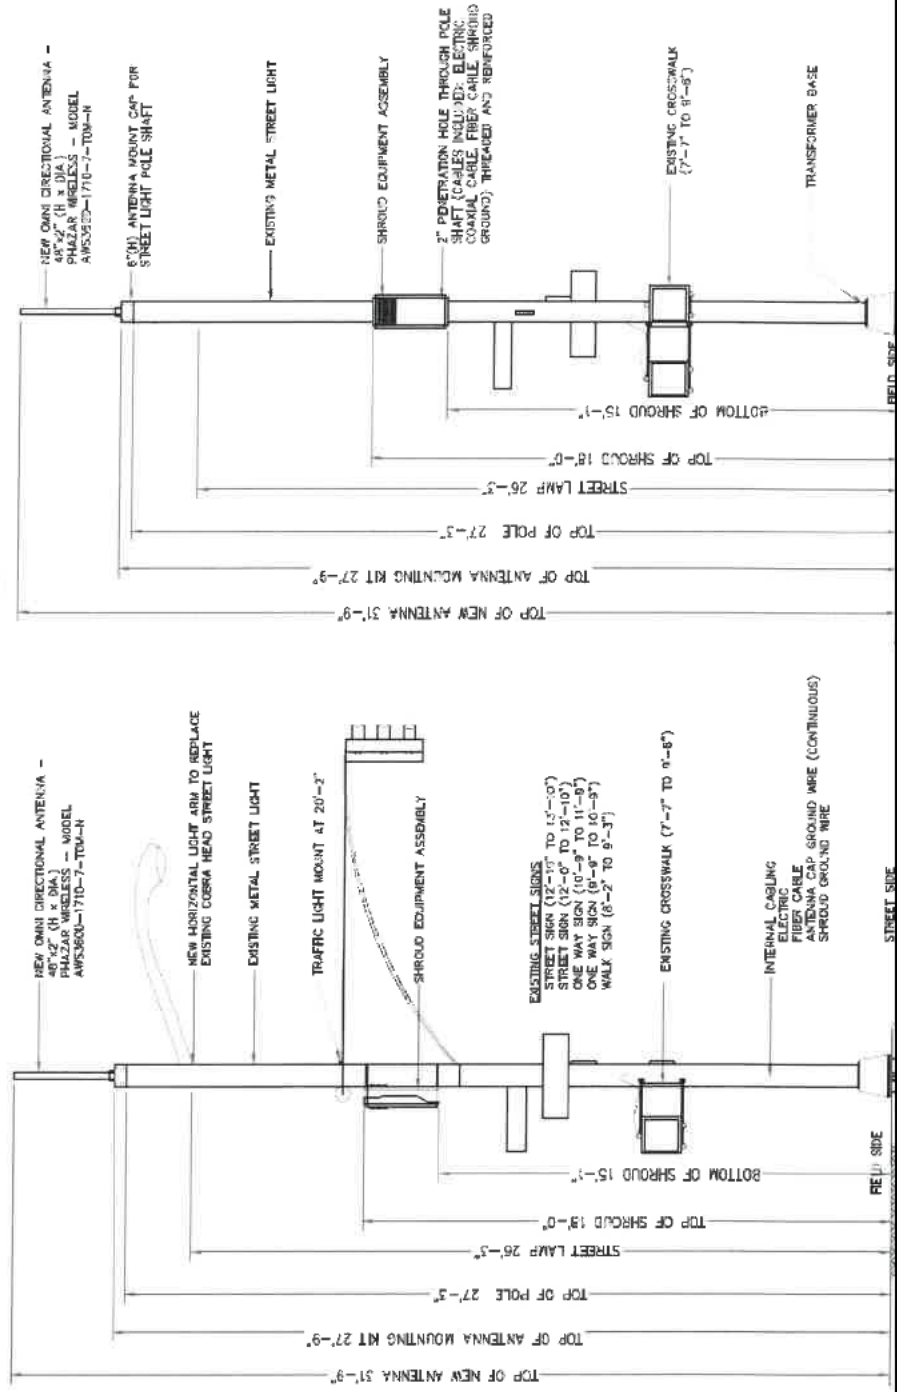 NEW OMNI DIRECTIONAL ANTENNA –
48"x2" (H x DIA.)
PHAZAR WIRELESS – MODEL
AWS360D–1710–7–T0M–N
6"(H) ANTENNA MOUNT CAP FOR
STREET LIGHT POLE SHAFT
EXISTING METAL STREET LIGHT
SHROUD EQUIPMENT ASSEMBLY
2" PENETRATION HOLE THROUGH POLE
SHAFT (CABLES INCLUDED: ELECTRIC,
COAXIAL CABLE, FIBER CABLE, SHROUD
GROUND) THREADED AND REINFORCED
EXISTING CROSSWALK
(7'–7" TO 9'–6")
TRANSFORMER BASE
FIELD SIDE
BOTTOM OF SHROUD 15'–1"
TOP OF SHROUD 18'–0"
STREET LAMP 26'–3"
TOP OF POLE 27'–3"
TOP OF ANTENNA MOUNTING KIT 27'–9"
TOP OF NEW ANTENNA 31'–9"
NEW OMNI DIRECTIONAL ANTENNA –
48"x2" (H x DIA.)
PHAZAR WIRELESS – MODEL
AWS360D–1710–7–T0M–N
NEW HORIZONTAL LIGHT ARM TO REPLACE
EXISTING COBRA HEAD STREET LIGHT
EXISTING METAL STREET LIGHT
TRAFFIC LIGHT MOUNT AT 20'–2"
SHROUD EQUIPMENT ASSEMBLY
EXISTING STREET SIGNS
STREET SIGN (12'–10" TO 13'–10")
STREET SIGN (12'–0" TO 12'–10")
ONE WAY SIGN (10'–9" TO 11'–9")
ONE WAY SIGN (9'–9" TO 10'–9")
WALK SIGN (8'–2" TO 9'–3")
EXISTING CROSSWALK (7'–7" TO 9'–6")
INTERNAL CABLING
ELECTRIC
FIBER CABLE
ANTENNA CAP GROUND WIRE (CONTINUOUS)
SHROUD GROUND WIRE
STREET SIDE
FIELD SIDE
BOTTOM OF SHROUD 15'–1"
TOP OF SHROUD 18'–0"
STREET LAMP 26'–3"
TOP OF POLE 27'–3"
TOP OF ANTENNA MOUNTING KIT 27'–9"
TOP OF NEW ANTENNA 31'–9"